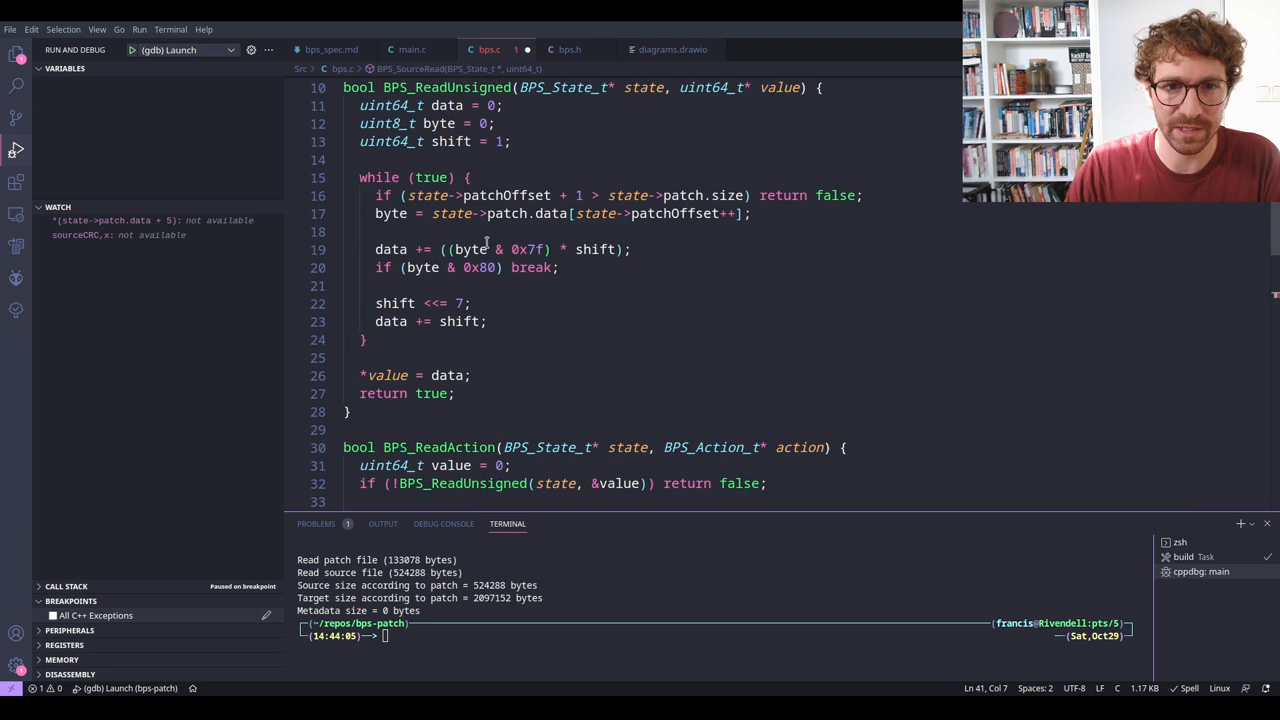 File Edit Selection View Go Run Terminal Help
RUN AND DEBUG (gdb) Launch
bps_spec.md main.c bps.c 1 bps.h diagrams.drawio
VARIABLES
Src bps.c BPS_SourceRead(BPS_State_t *, uint64_t)
10 bool BPS_ReadUnsigned(BPS_State_t* state, uint64_t* value) {
11 uint64_t data = 0;
12 uint8_t byte = 0;
13 uint64_t shift = 1;
14
15 while (true) {
16 if (state->patchOffset + 1 > state->patch.size) return false;
17 byte = state->patch.data[state->patchOffset++];
18
19 data += ((byte & 0x7f) * shift);
20 if (byte & 0x80) break;
21
22 shift <<= 7;
23 data += shift;
24 }
25
26 *value = data;
27 return true;
28 }
29
30 bool BPS_ReadAction(BPS_State_t* state, BPS_Action_t* action) {
31 uint64_t value = 0;
32 if (!BPS_ReadUnsigned(state, &value)) return false;
33
WATCH
*(state->patch.data + 5): not available
sourceCRC,x: not available
CALL STACK Paused on breakpoint
BREAKPOINTS
All C++ Exceptions
PERIPHERALS
REGISTERS
MEMORY
DISASSEMBLY
PROBLEMS 1 OUTPUT DEBUG CONSOLE TERMINAL
Read patch file (133078 bytes)
Read source file (524288 bytes)
Source size according to patch = 524288 bytes
Target size according to patch = 2097152 bytes
Metadata size = 0 bytes
(~/repos/bps-patch) (francis@Rivendell:pts/5)
(14:44:05)—> (Sat,Oct29)
zsh
build Task
cppdbg: main
1 0 (gdb) Launch (bps-patch) Ln 41, Col 7 Spaces: 2 UTF-8 LF C 1.17 KB Spell Linux